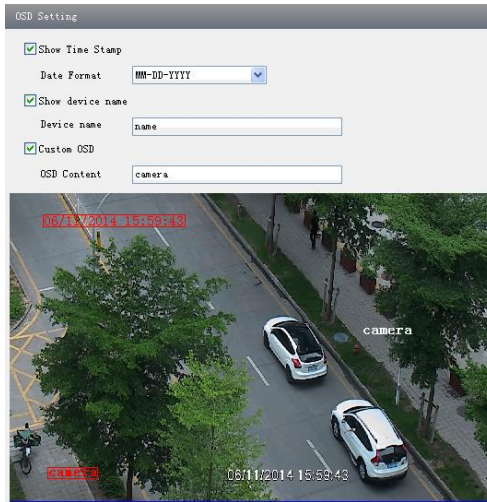 OSD Setting
Show Time Stamp
Date Format MM-DD-YYYY
Show device name
Device name name
Custom OSD
OSD Content camera
06/11/2014 15:59:43
camera
camera
06/11/2014 15:59:43